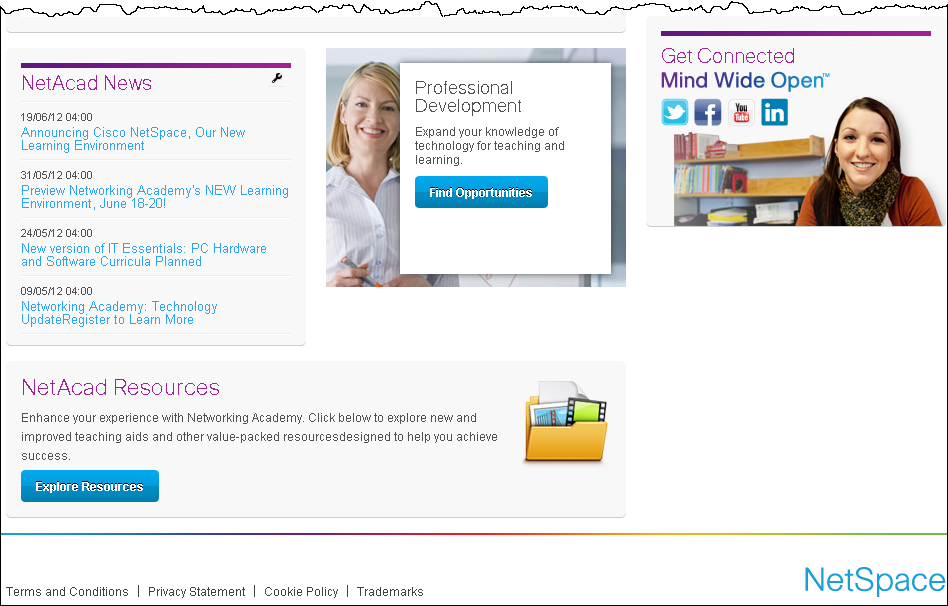 NetAcad News
19/06/12 04:00
Announcing Cisco NetSpace, Our New
Learning Environment
31/05/12 04:00
Preview Networking Academy's NEW Learning
Environment, June 18-20!
24/05/12 04:00
New version of IT Essentials: PC Hardware
and Software Curricula Planned
09/05/12 04:00
Networking Academy: Technology
UpdateRegister to Learn More
Professional
Development
Expand your knowledge of
technology for teaching and
learning.
Find Opportunities
Get Connected
Mind Wide Open™
You
Tube
in
NetAcad Resources
Enhance your experience with Networking Academy. Click below to explore new and
improved teaching aids and other value-packed resourcesdesigned to help you achieve
success.
Explore Resources
NetSpace
Terms and Conditions | Privacy Statement | Cookie Policy | Trademarks